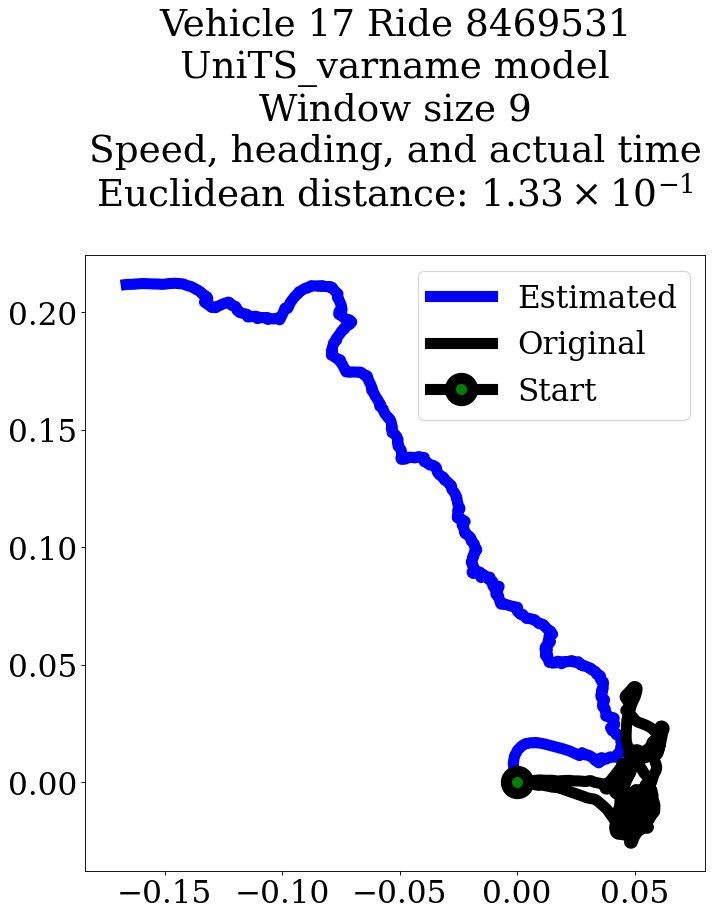 Vehicle 17 Ride 8469531
UniTS_varname model
Window size 9
Speed, heading, and actual time
Euclidean distance: 1.33 × 10⁻¹
Estimated
Original
Start
0.20
0.15
0.10
0.05
0.00
−0.15 −0.10 −0.05 0.00 0.05